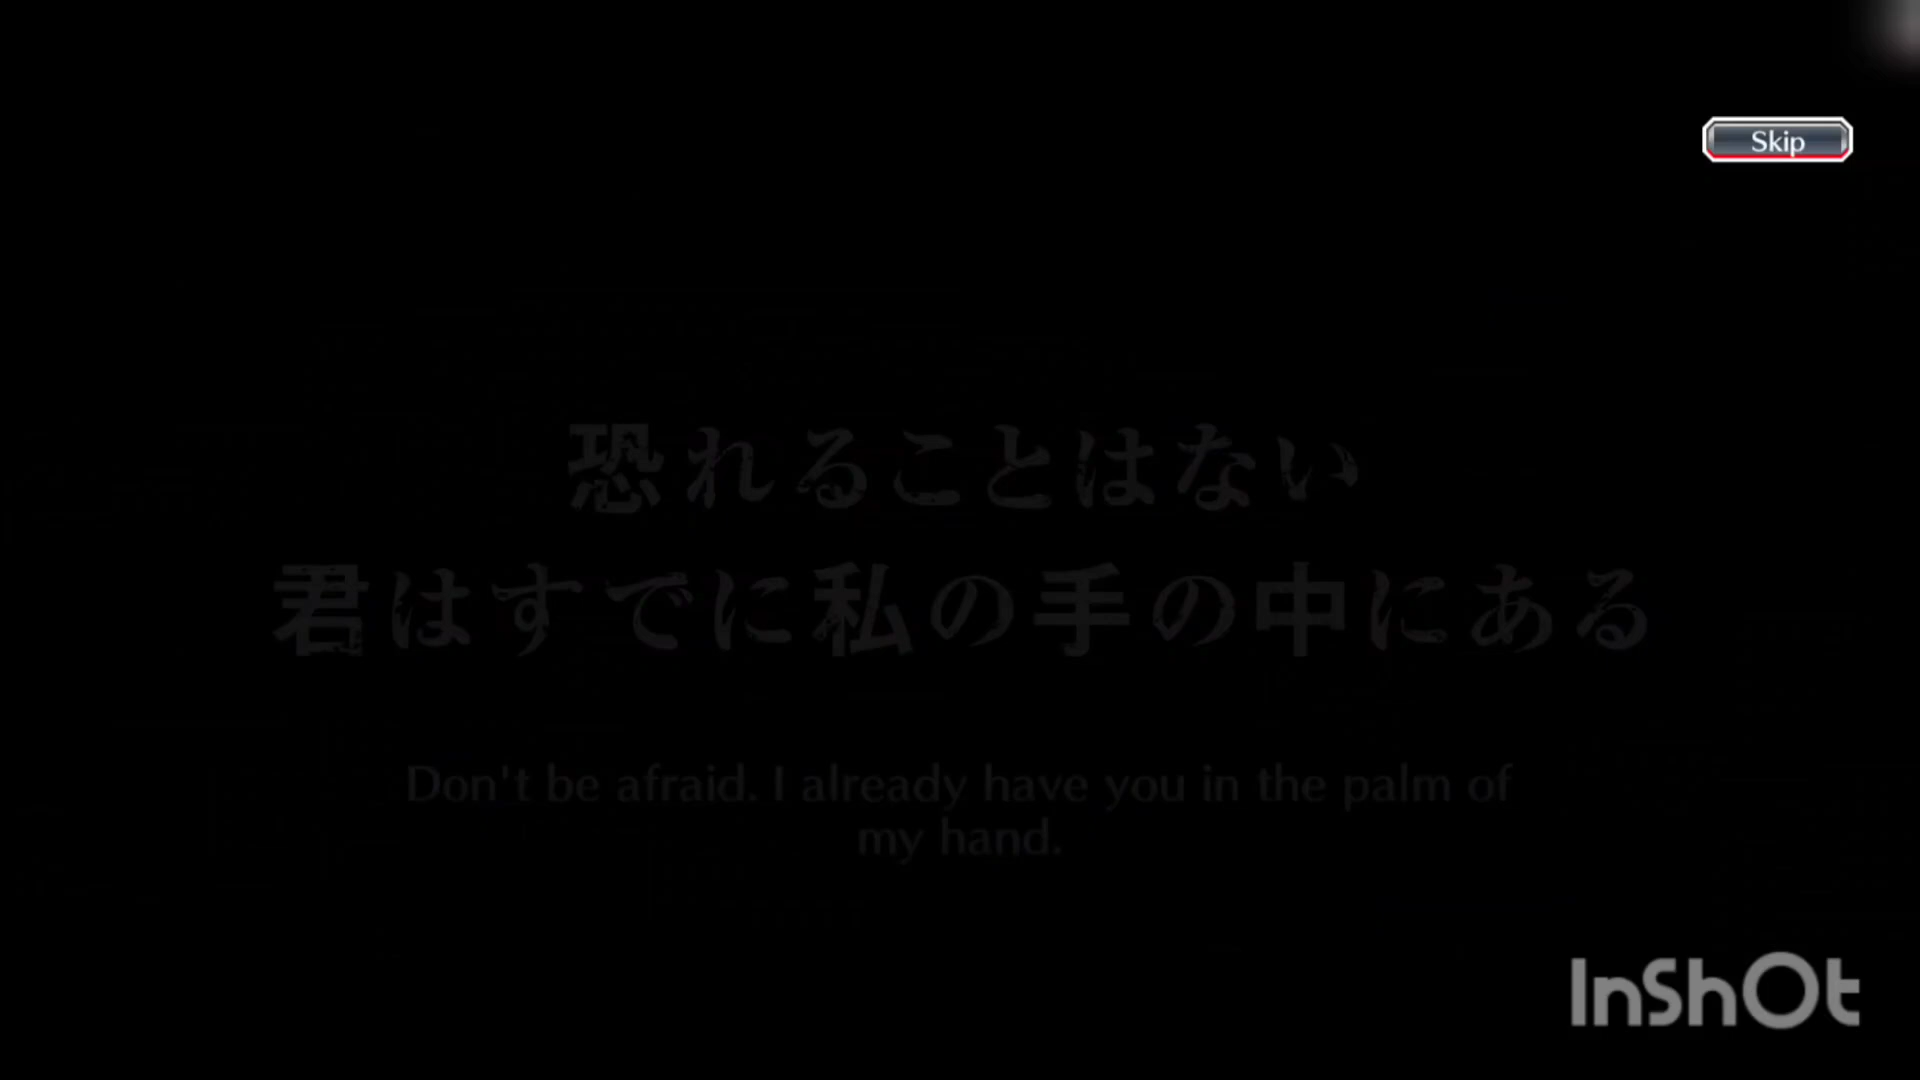 Skip
恐れることはない
君はすでに私の手の中にある
Don't be afraid. I already have you in the palm of
my hand.
InShOt